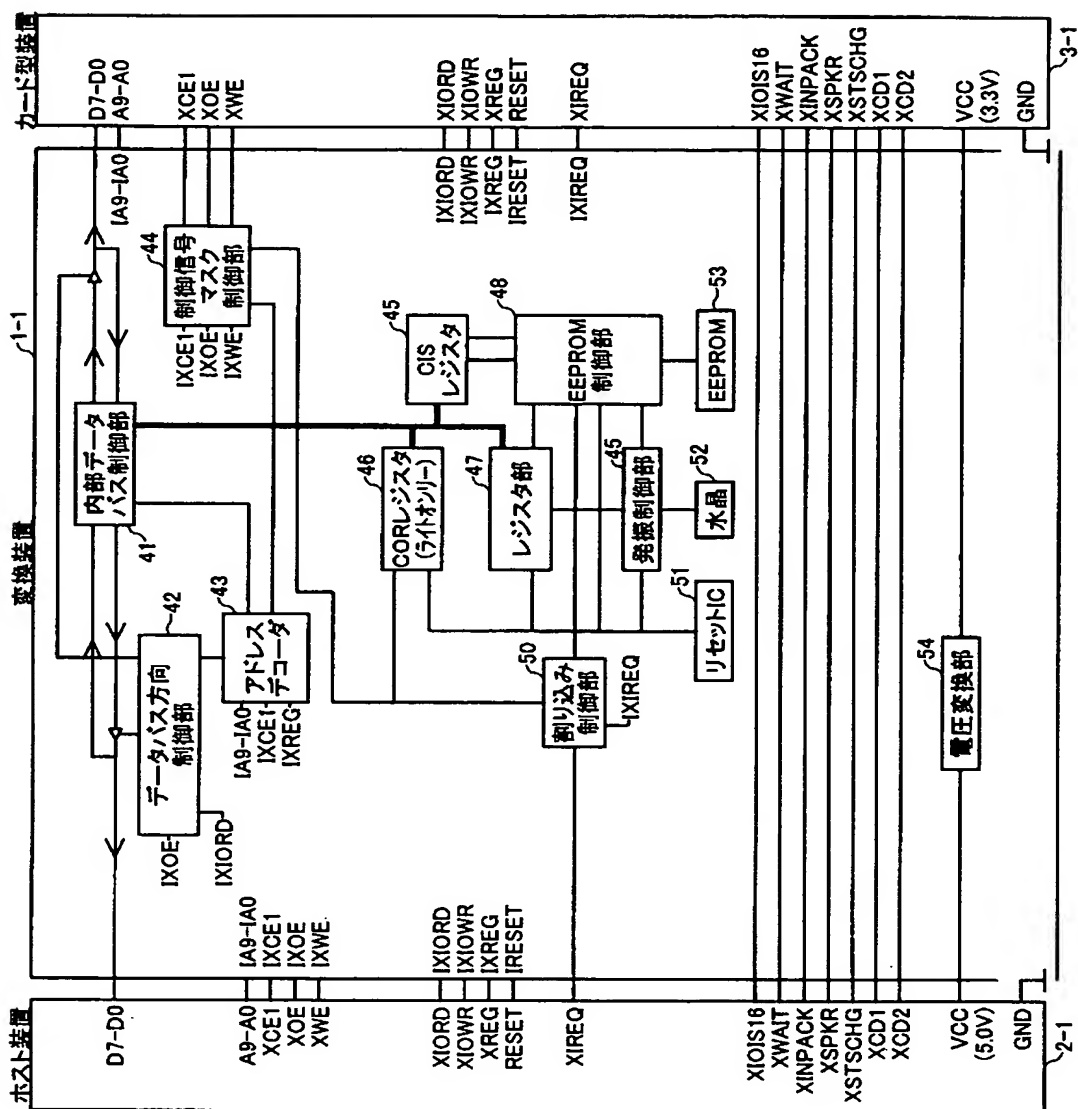 ホスト装置
変換装置
カード型装置
2-1
1-1
3-1
D7-D0
A9-A0
XCE1
XOE
XWE
XIORD
XIOWR
XREG
RESET
XIREQ
XIOIS16
XWAIT
XINPACK
XSPKR
XSTSCHG
XCD1
XCD2
VCC
(5.0V)
GND
IA9-IA0
IXCE1
IXOE
IXWE
IXIORD
IXIOWR
IXREG
IRESET
IXOE
データバス方向
制御部
42
IXIORD
内部データ
バス制御部
41
IA9-IA0
IXCE1
IXREG
アドレス
デコーダ
43
IXCE1
IXOE
IXWE
制御信号
マスク
制御部
44
CIS
レジスタ
45
CORレジスタ
(ライトオンリー)
46
レジスタ部
47
EEPROM
制御部
48
発振制御部
45
割り込み
制御部
50
IXIREQ
リセットIC
51
水晶
52
EEPROM
53
電圧変換部
54
IA9-IA0
IXIORD
IXIOWR
IXREG
IRESET
IXIREQ
D7-D0
A9-A0
XCE1
XOE
XWE
XIORD
XIOWR
XREG
RESET
XIREQ
XIOIS16
XWAIT
XINPACK
XSPKR
XSTSCHG
XCD1
XCD2
VCC
(3.3V)
GND